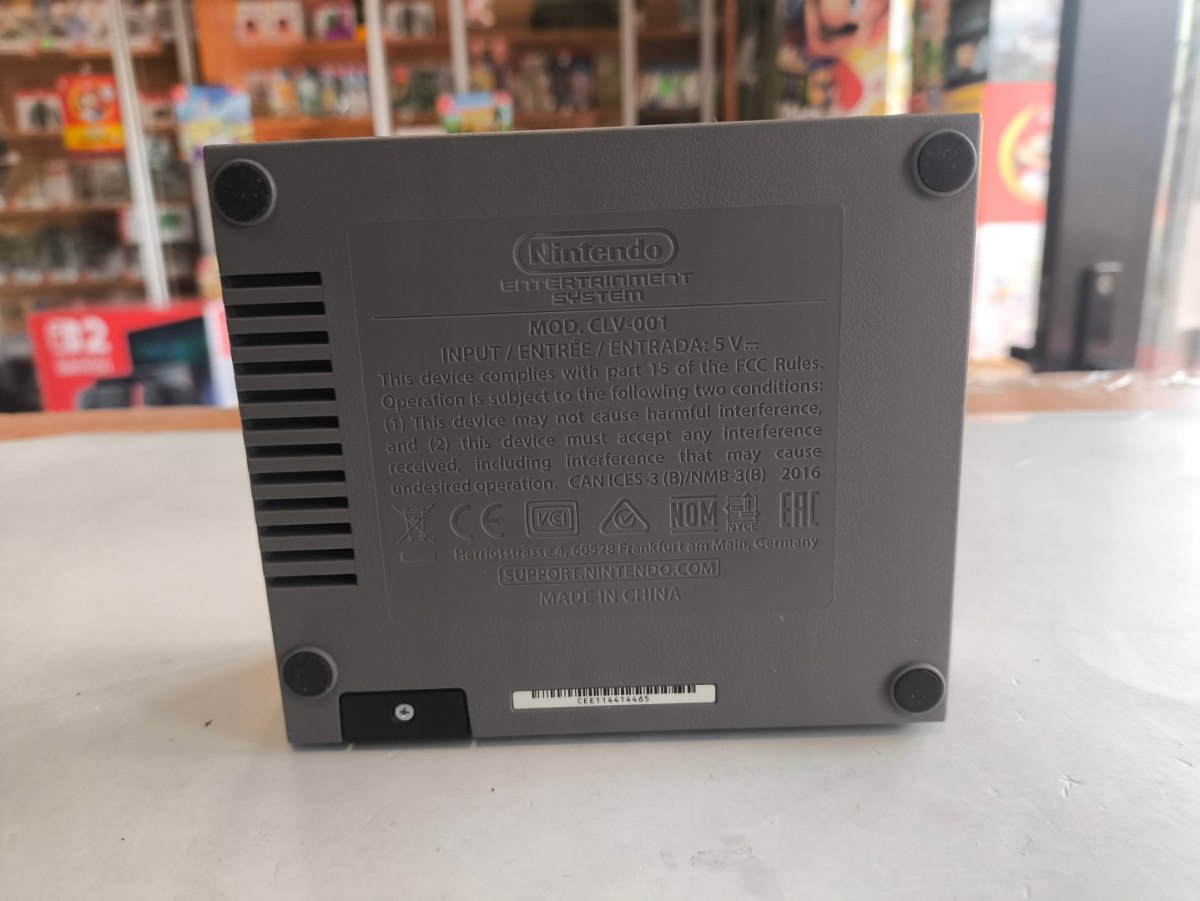 Nintendo
ENTERTAINMENT
SYSTEM
MOD. CLV-001
INPUT / ENTRÉE / ENTRADA: 5 V⎓
This device complies with part 15 of the FCC Rules.
Operation is subject to the following two conditions:
(1) This device may not cause harmful interference,
and (2) this device must accept any interference
received, including interference that may cause
undesired operation. CAN ICES-3 (B)/NMB-3(B) 2016
CE VCI NOM NYCE EAC
Herriotstrasse 4, 60528 Frankfurt am Main, Germany
SUPPORT.NINTENDO.COM
MADE IN CHINA
CEE114414465
2